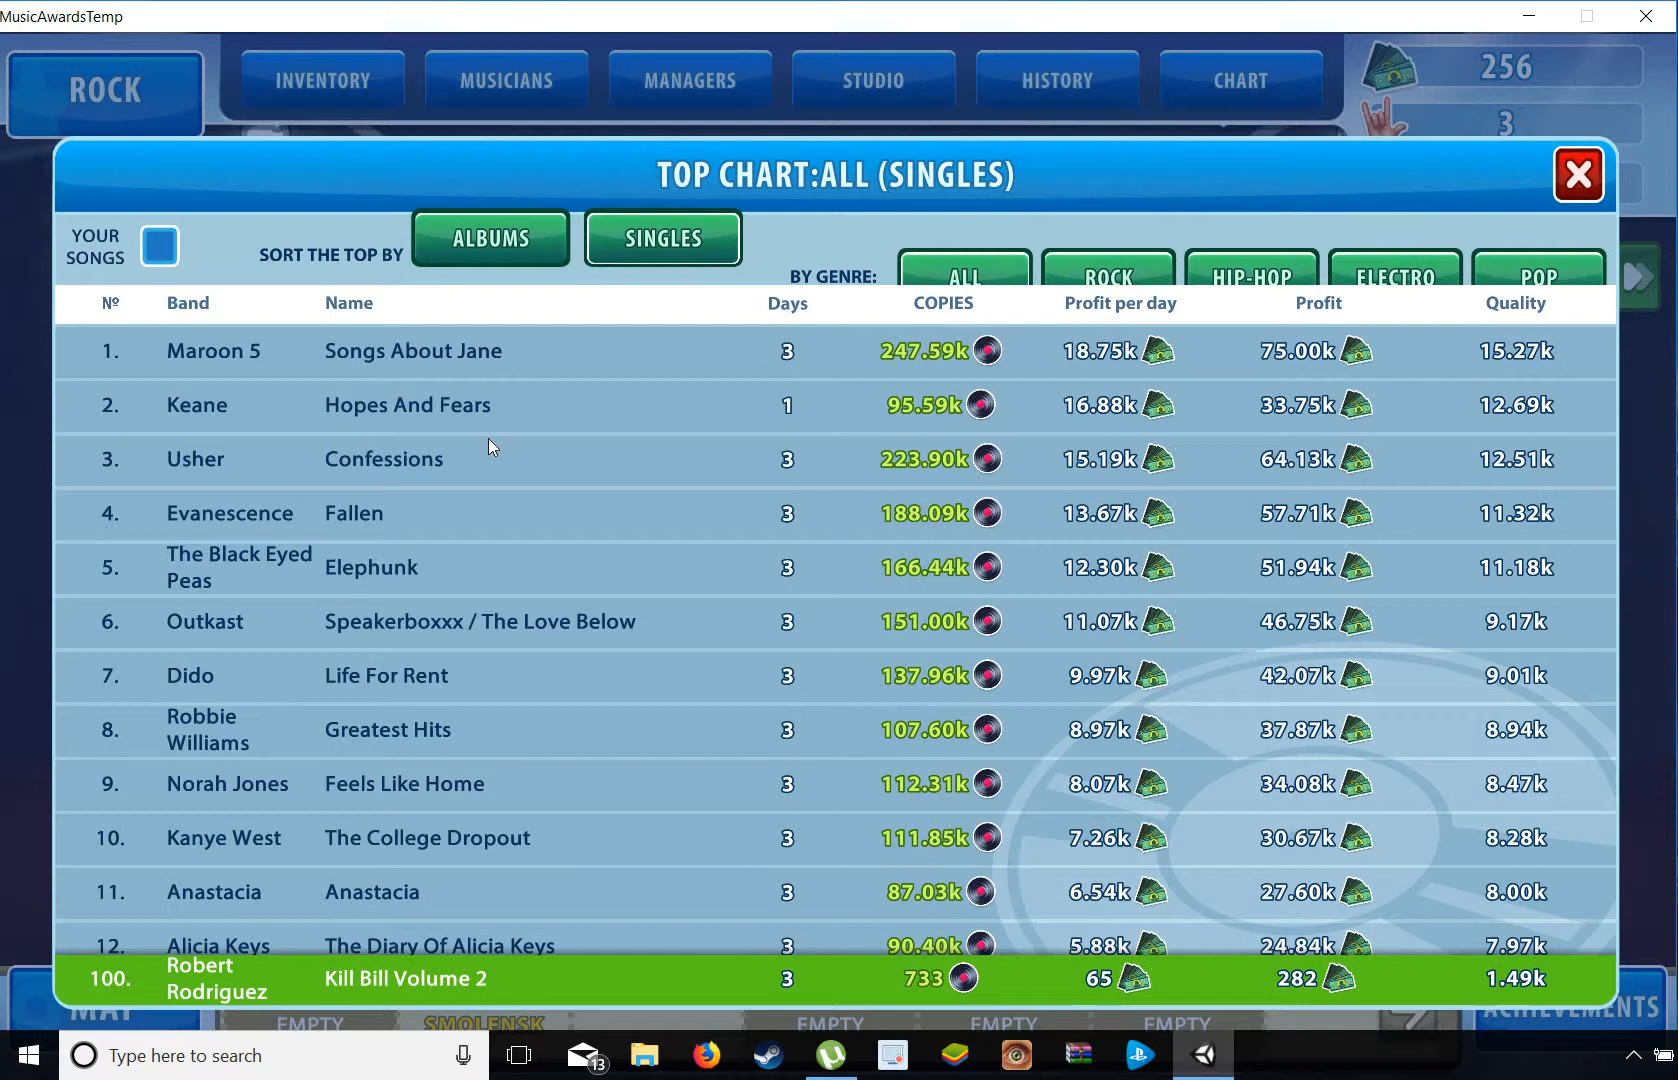 MusicAwardsTemp
ROCK INVENTORY MUSICIANS MANAGERS STUDIO HISTORY CHART 256
3
TOP CHART:ALL (SINGLES)
YOUR SONGS SORT THE TOP BY ALBUMS SINGLES
BY GENRE: ALL ROCK HIP-HOP ELECTRO POP
Nº Band Name Days COPIES Profit per day Profit Quality
1. Maroon 5 Songs About Jane 3 247.59k 18.75k 75.00k 15.27k
2. Keane Hopes And Fears 1 95.59k 16.88k 33.75k 12.69k
3. Usher Confessions 3 223.90k 15.19k 64.13k 12.51k
4. Evanescence Fallen 3 188.09k 13.67k 57.71k 11.32k
5. The Black Eyed Peas Elephunk 3 166.44k 12.30k 51.94k 11.18k
6. Outkast Speakerboxxx / The Love Below 3 151.00k 11.07k 46.75k 9.17k
7. Dido Life For Rent 3 137.96k 9.97k 42.07k 9.01k
8. Robbie Williams Greatest Hits 3 107.60k 8.97k 37.87k 8.94k
9. Norah Jones Feels Like Home 3 112.31k 8.07k 34.08k 8.47k
10. Kanye West The College Dropout 3 111.85k 7.26k 30.67k 8.28k
11. Anastacia Anastacia 3 87.03k 6.54k 27.60k 8.00k
12. Alicia Keys The Diary Of Alicia Keys 3 90.40k 5.88k 24.84k 7.97k
100. Robert Rodriguez Kill Bill Volume 2 3 733 65 282 1.49k
MAY EMPTY SMOLENSK EMPTY EMPTY EMPTY ACHIEVEMENTS
Type here to search 13